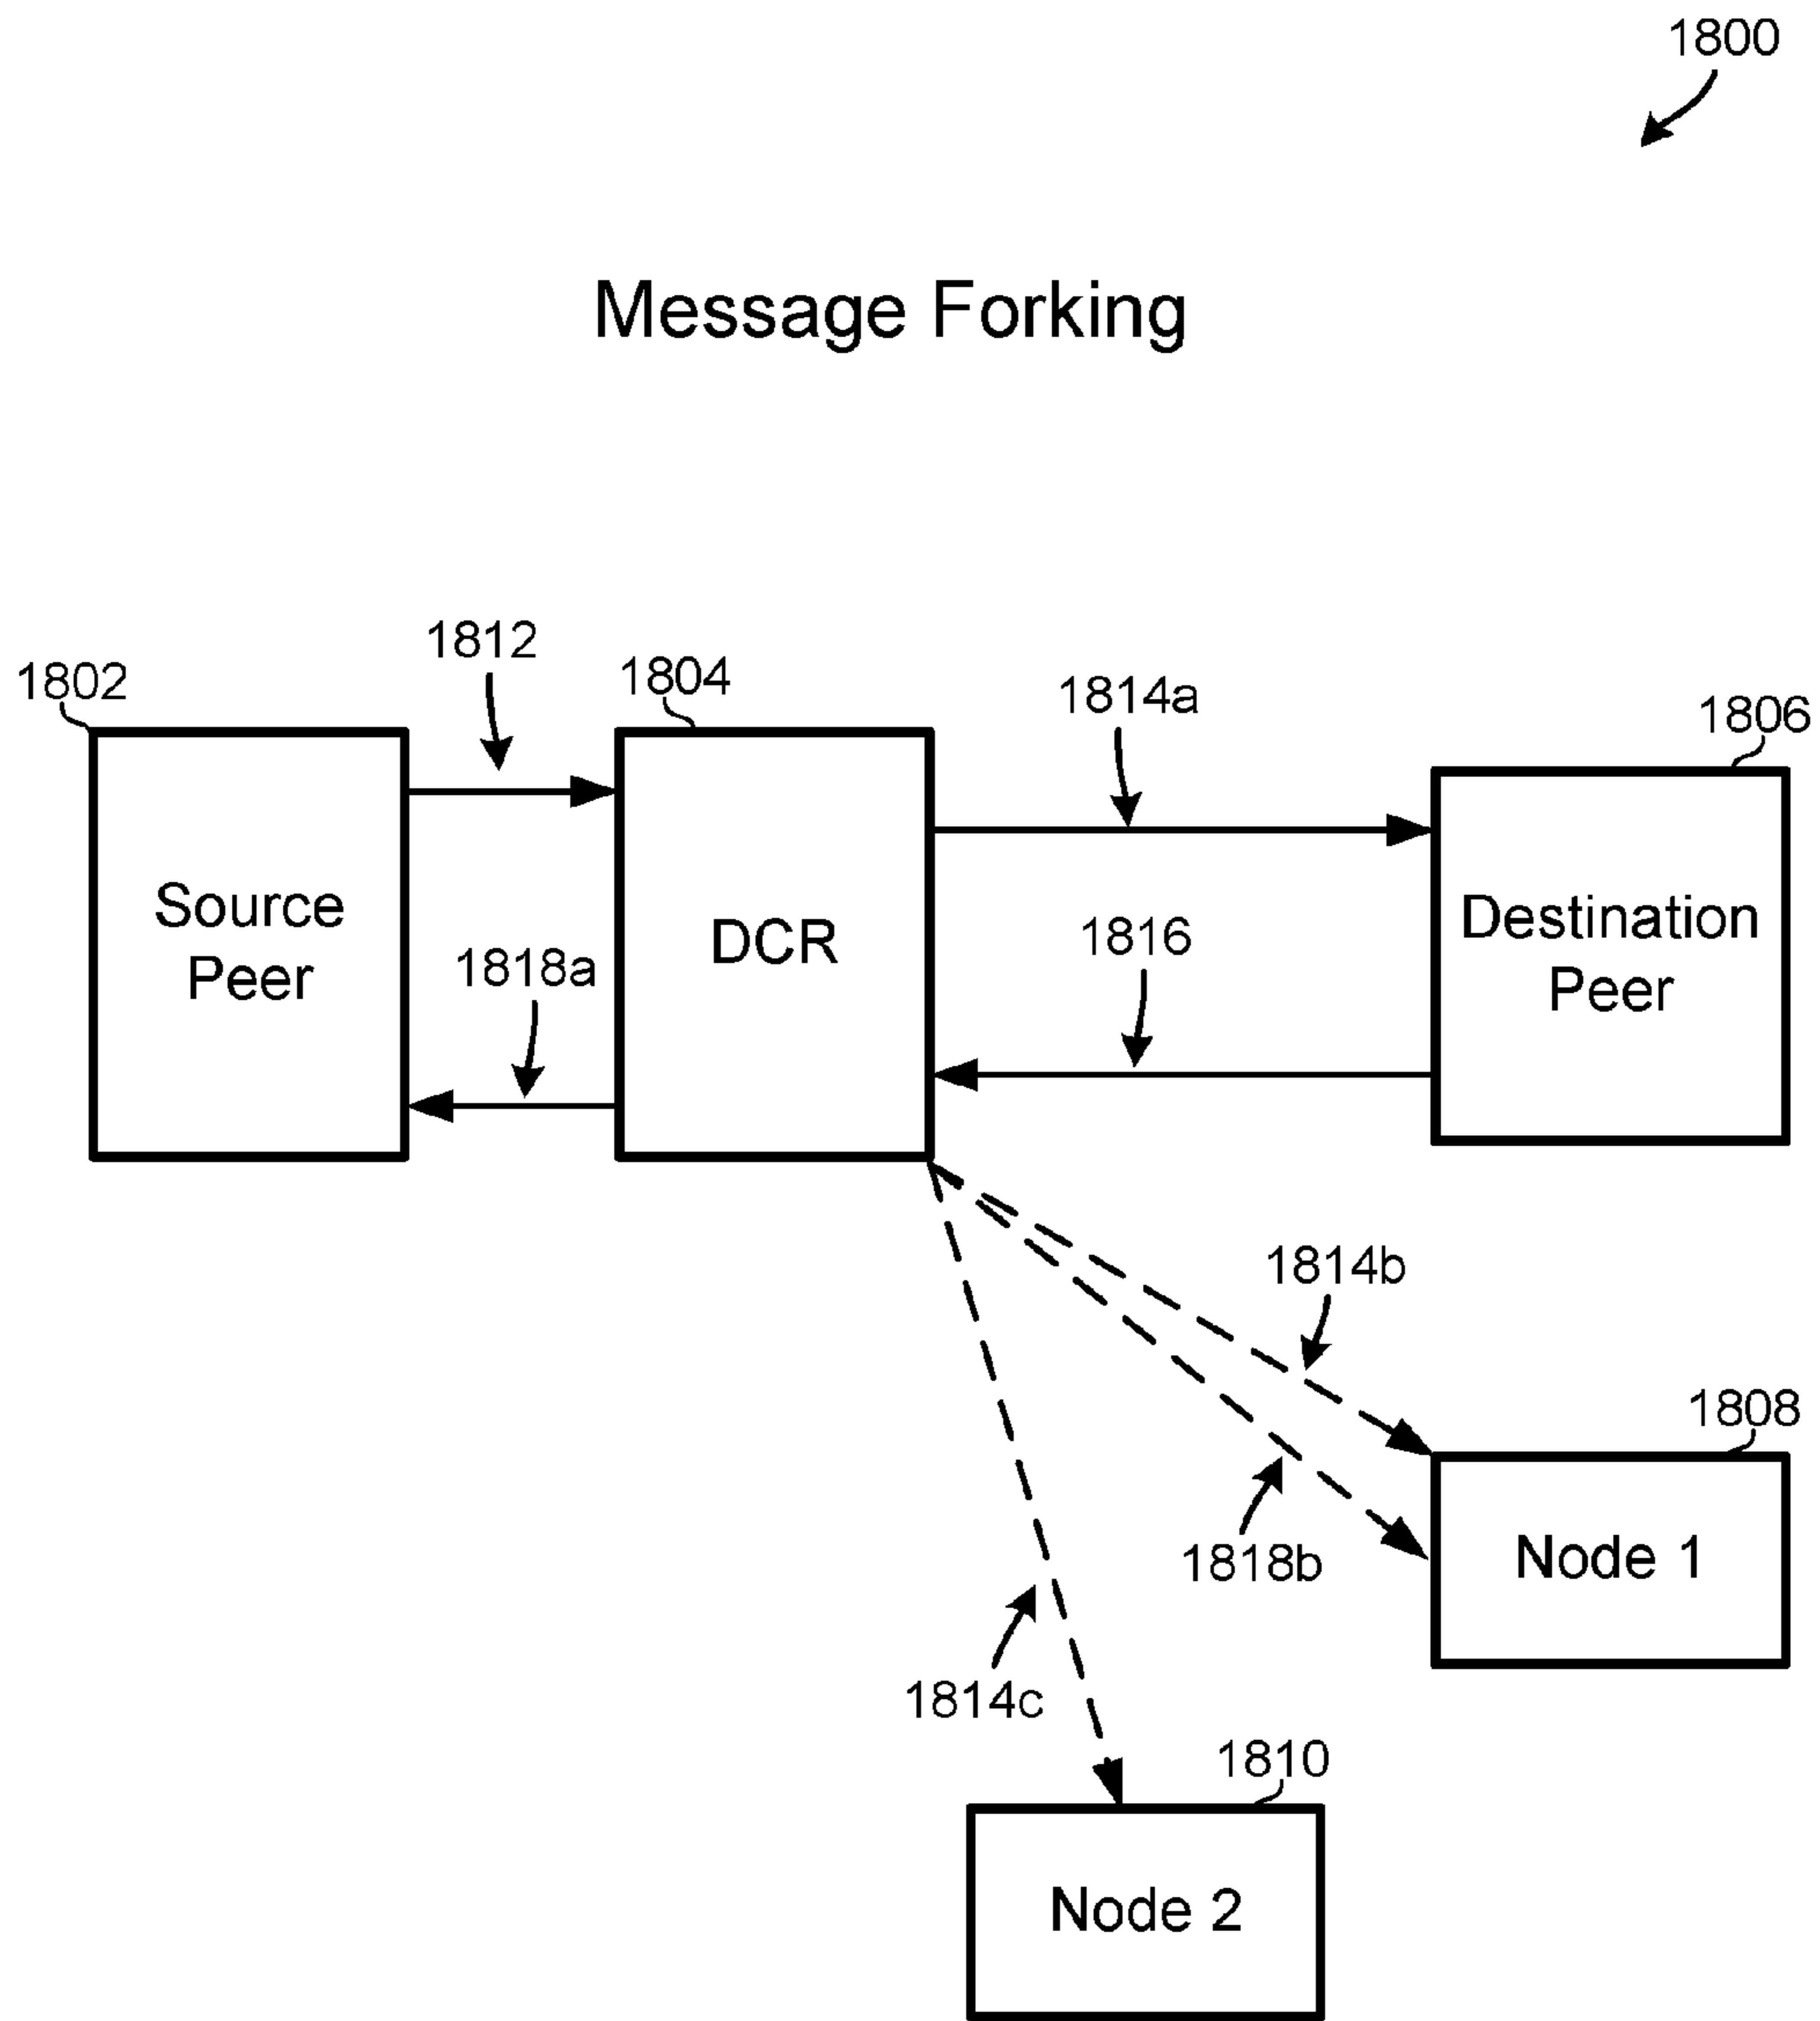 1800
Message Forking
1812
1802
1804
1814a
1806
Source
Peer
DCR
Destination
Peer
1818a
1816
1814b
1808
Node 1
1818b
1814c
1810
Node 2